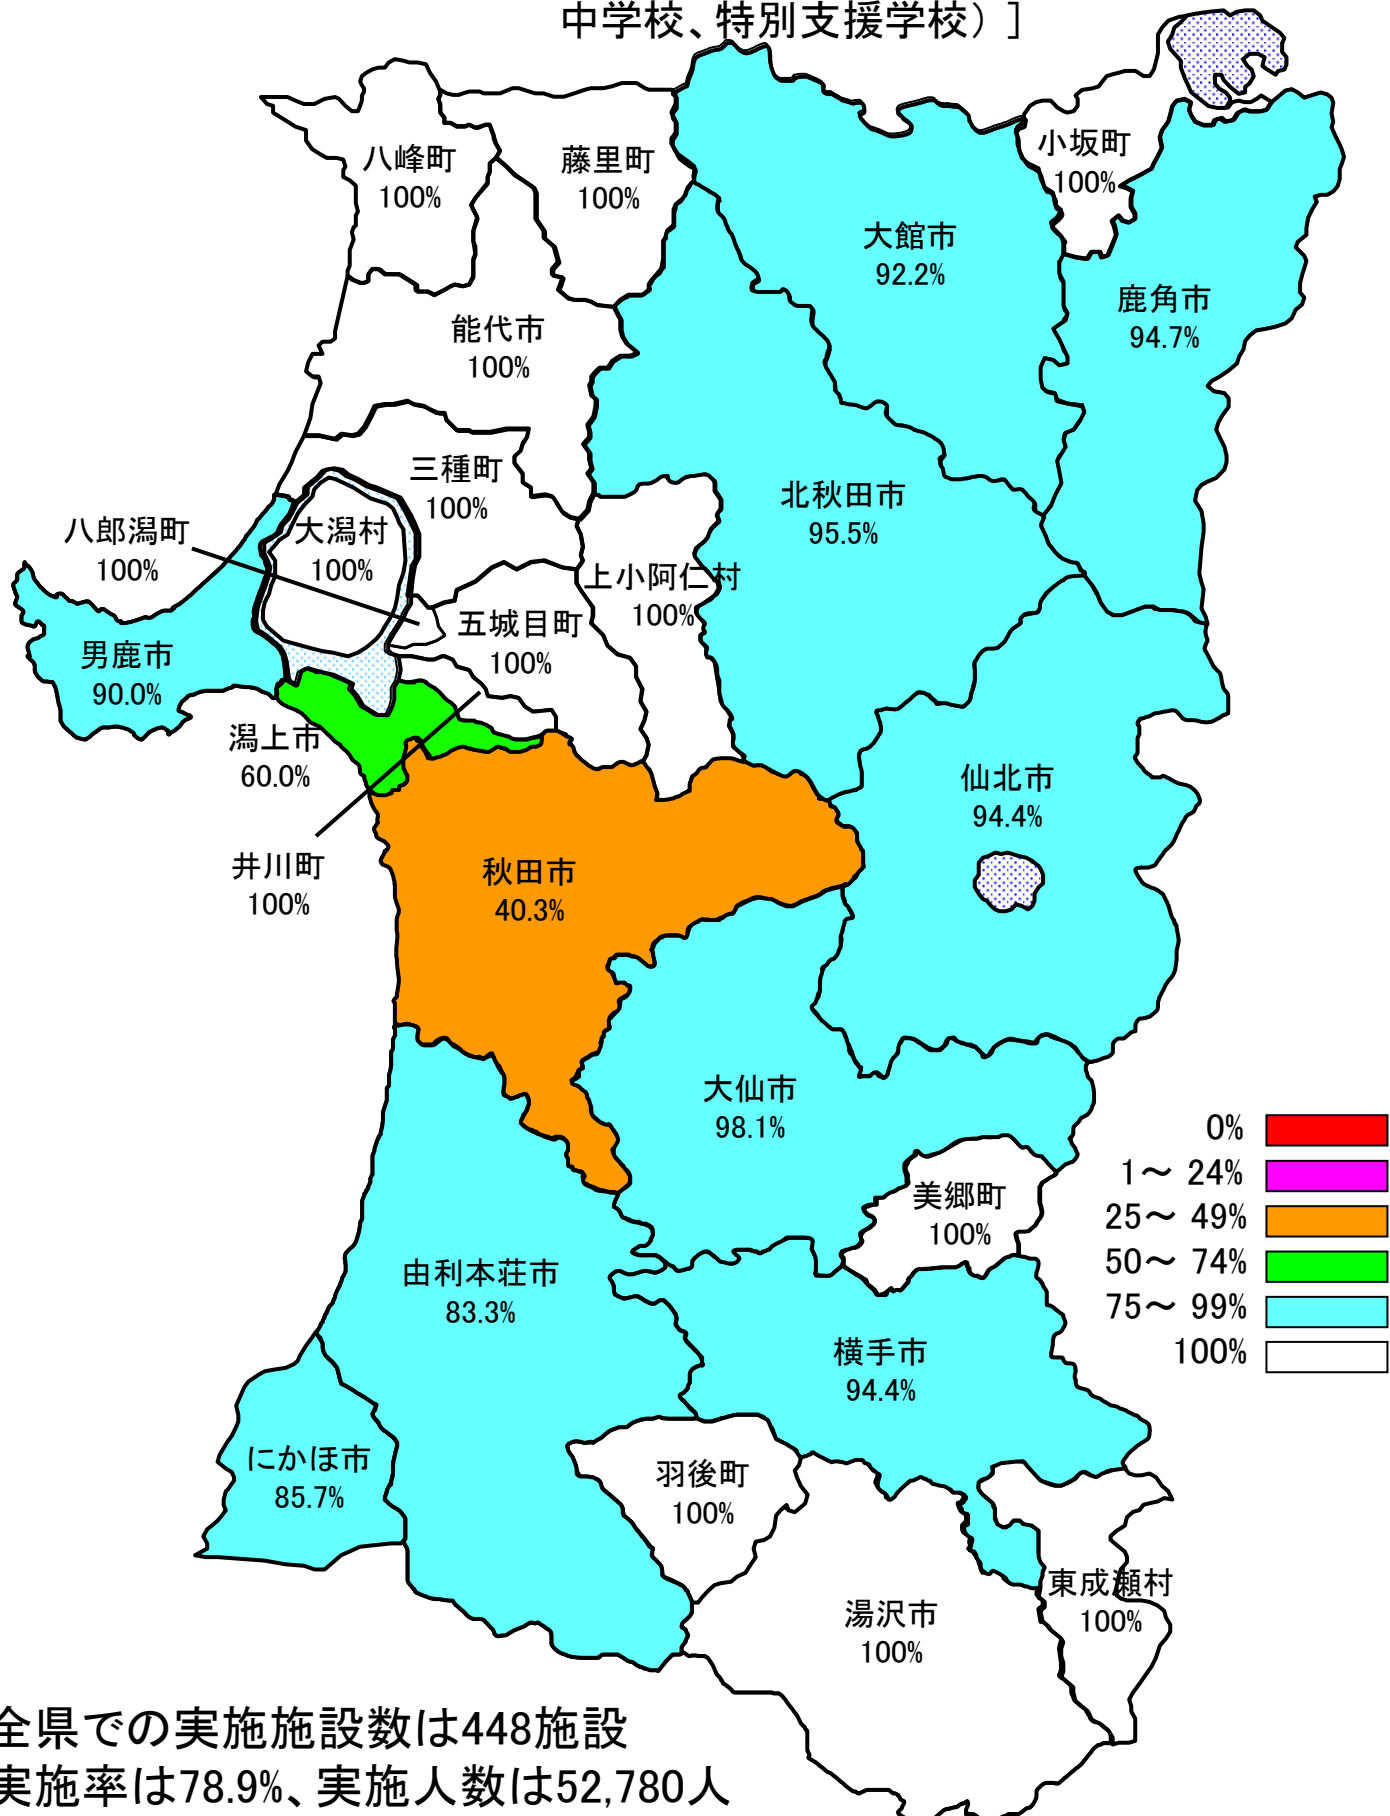 中学校、特別支援学校）］
八峰町
100%
藤里町
100%
小坂町
100%
大館市
92.2%
鹿角市
94.7%
能代市
100%
三種町
100%
北秋田市
95.5%
八郎潟町
100%
大潟村
100%
上小阿仁村
100%
五城目町
100%
男鹿市
90.0%
潟上市
60.0%
仙北市
94.4%
井川町
100%
秋田市
40.3%
大仙市
98.1%
美郷町
100%
0%
1～ 24%
25～ 49%
50～ 74%
75～ 99%
100%
由利本荘市
83.3%
横手市
94.4%
にかほ市
85.7%
羽後町
100%
東成瀬村
100%
湯沢市
100%
全県での実施施設数は448施設
実施率は78.9%、実施人数は52,780人